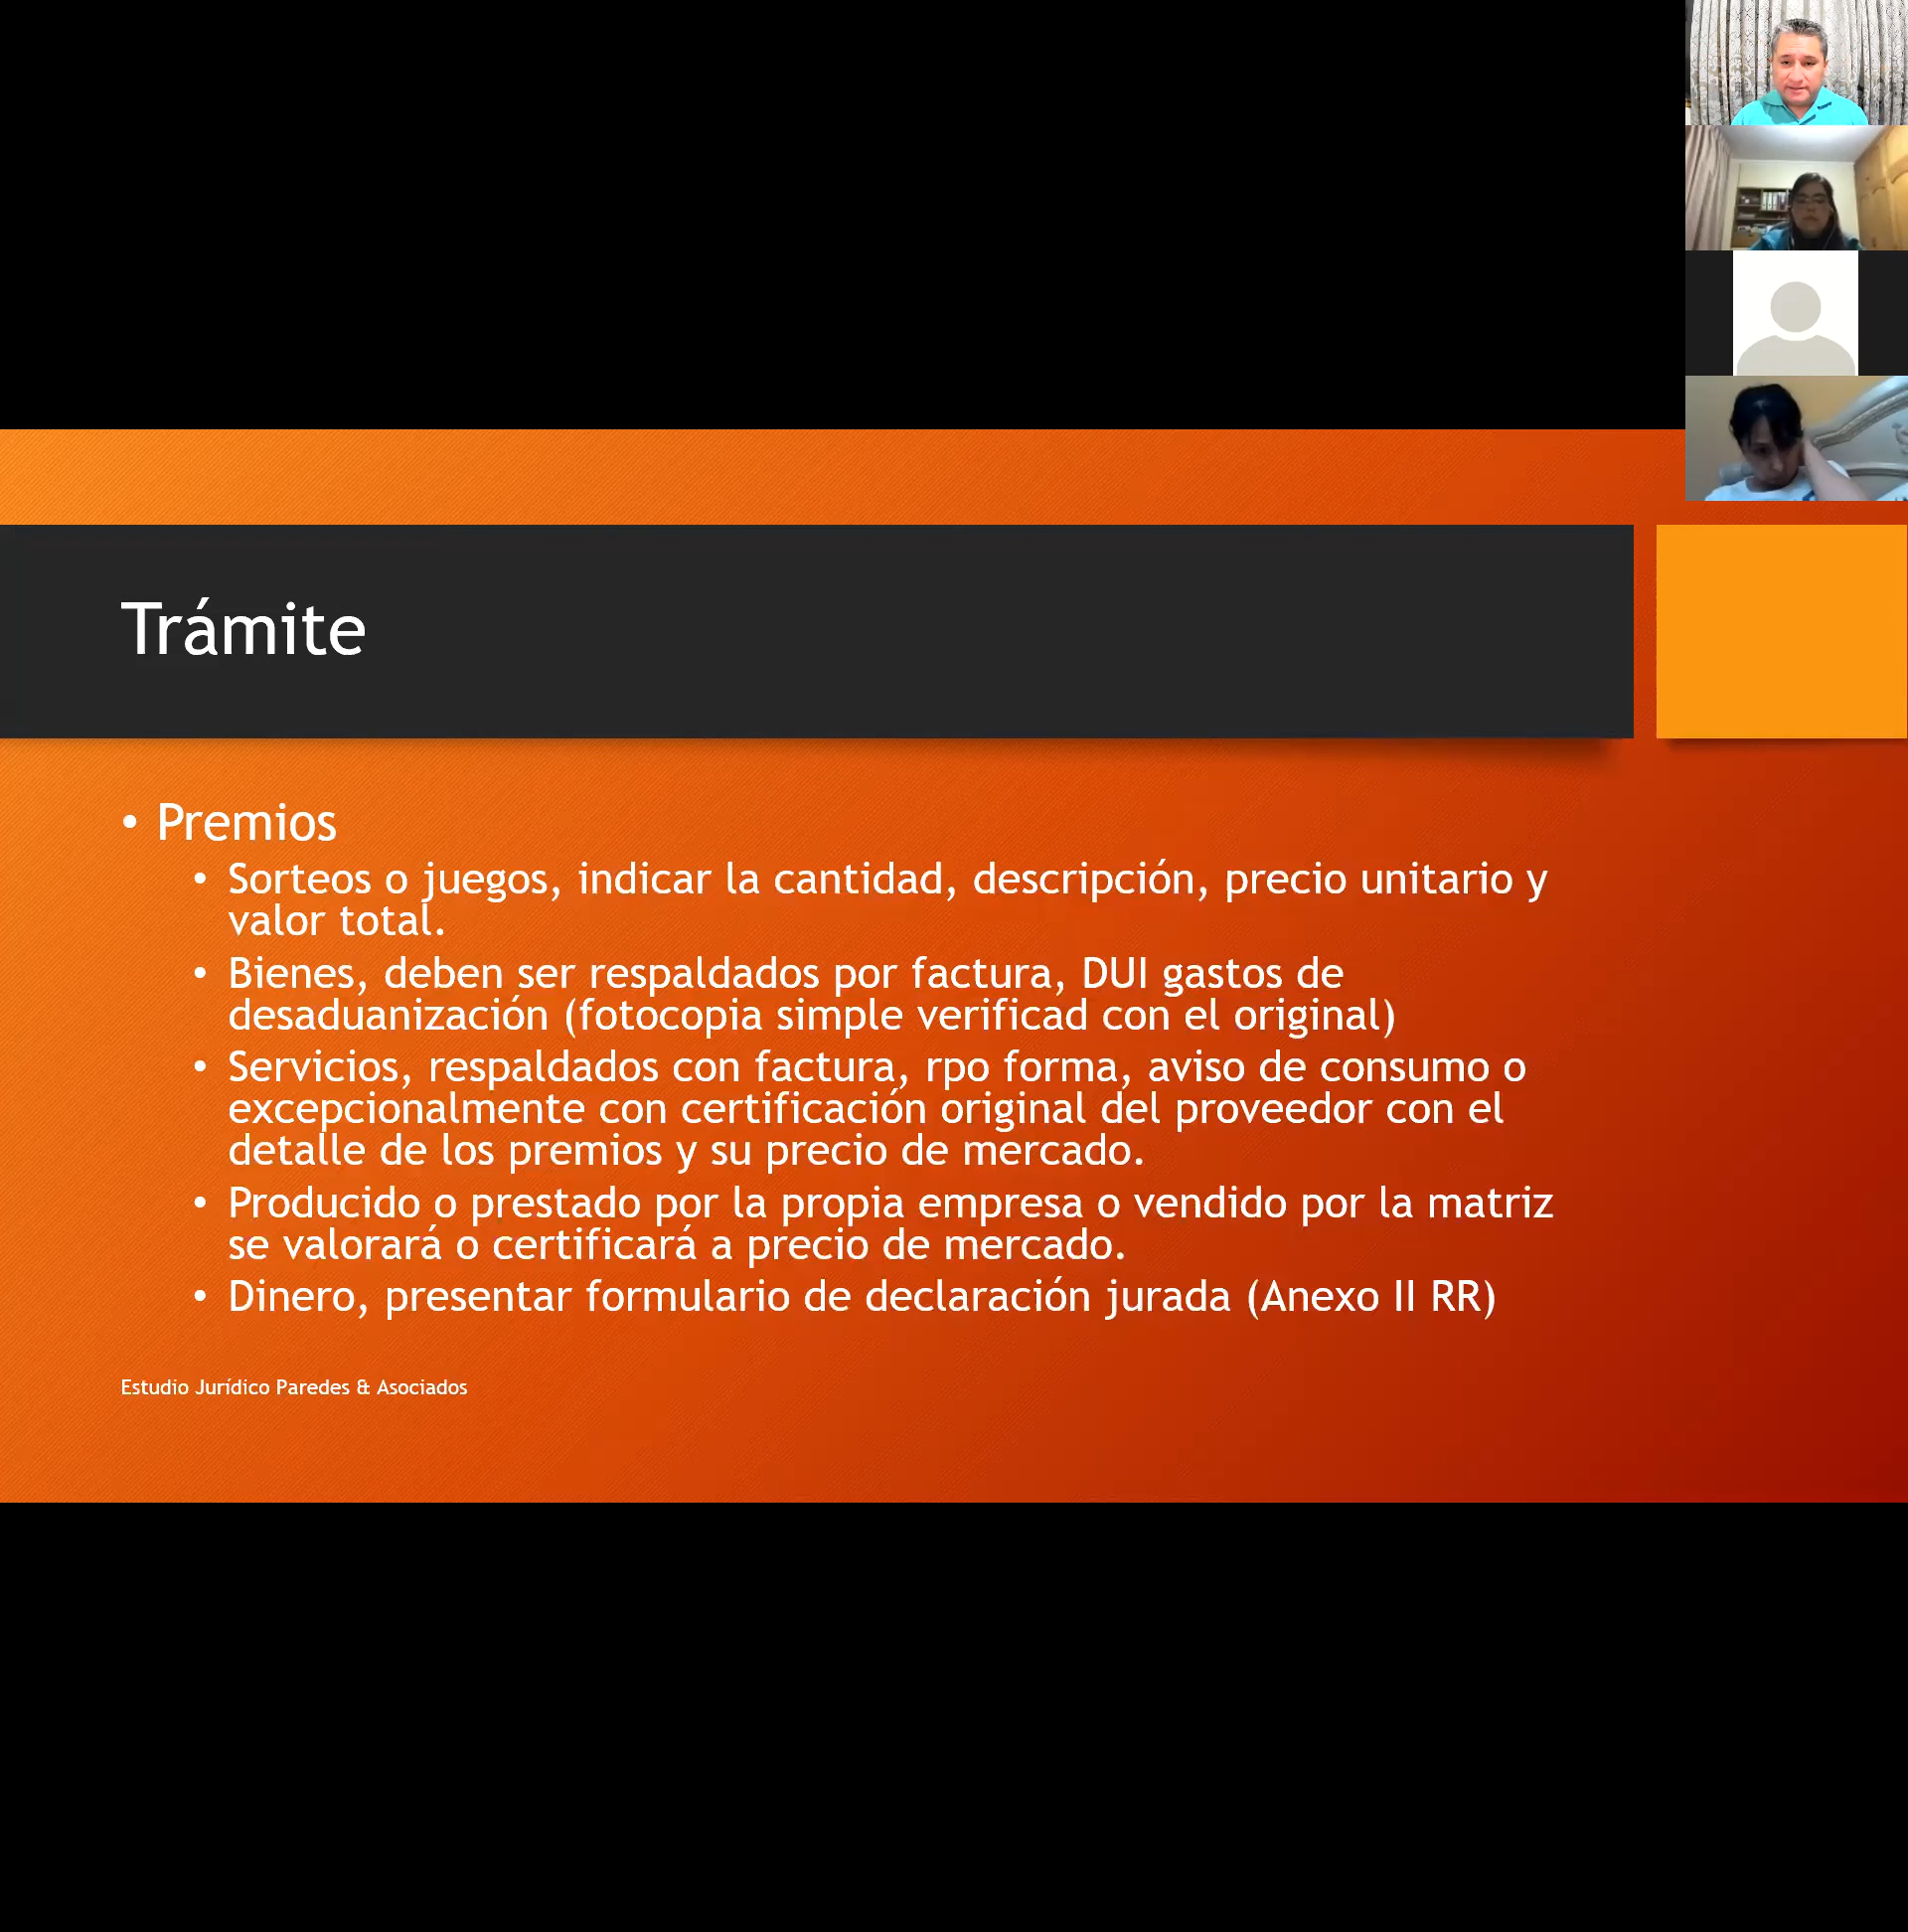 Trámite
• Premios
• Sorteos o juegos, indicar la cantidad, descripción, precio unitario y
valor total.
• Bienes, deben ser respaldados por factura, DUI gastos de
desaduanización (fotocopia simple verificad con el original)
• Servicios, respaldados con factura, rpo forma, aviso de consumo o
excepcionalmente con certificación original del proveedor con el
detalle de los premios y su precio de mercado.
• Producido o prestado por la propia empresa o vendido por la matriz
se valorará o certificará a precio de mercado.
• Dinero, presentar formulario de declaración jurada (Anexo II RR)
Estudio Jurídico Paredes & Asociados